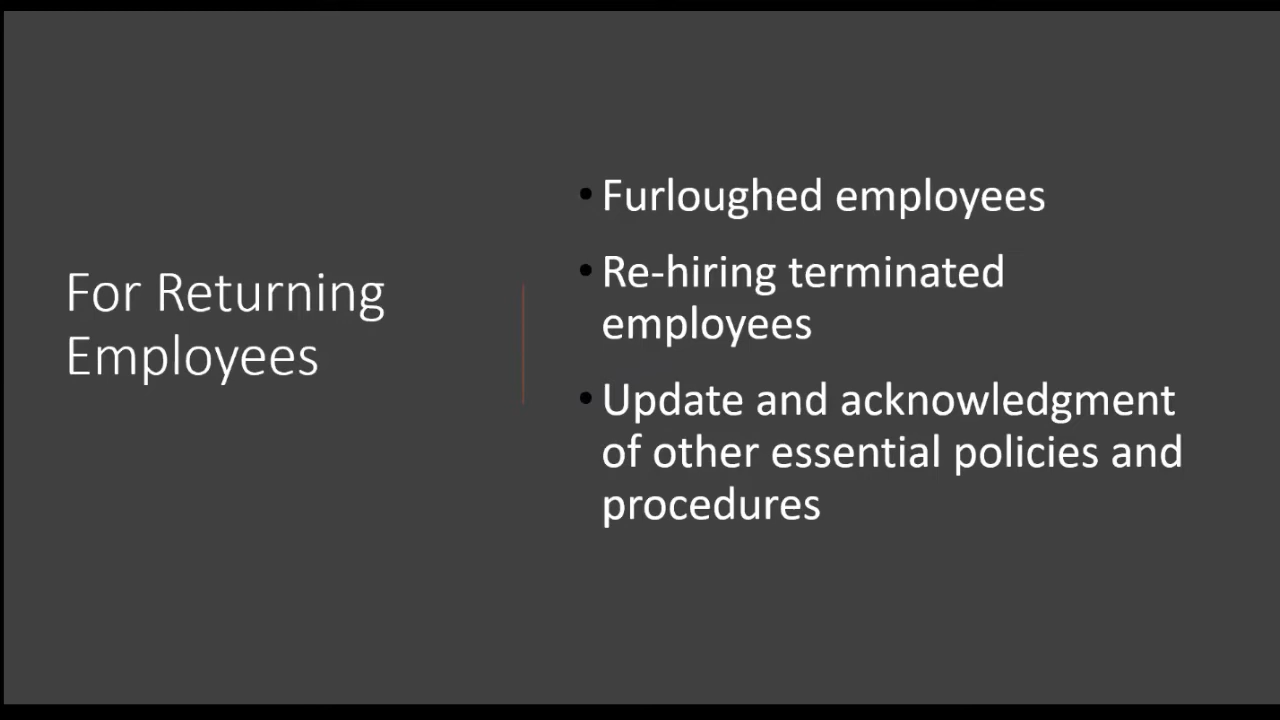 For Returning
Employees
• Furloughed employees
• Re-hiring terminated
employees
• Update and acknowledgment
of other essential policies and
procedures